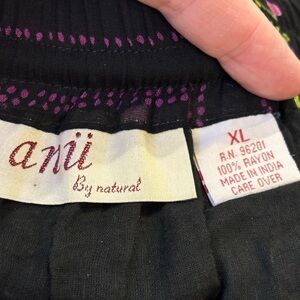 anii
By natural
XL
R.N. 96201
100% RAYON
MADE IN INDIA
CARE OVER